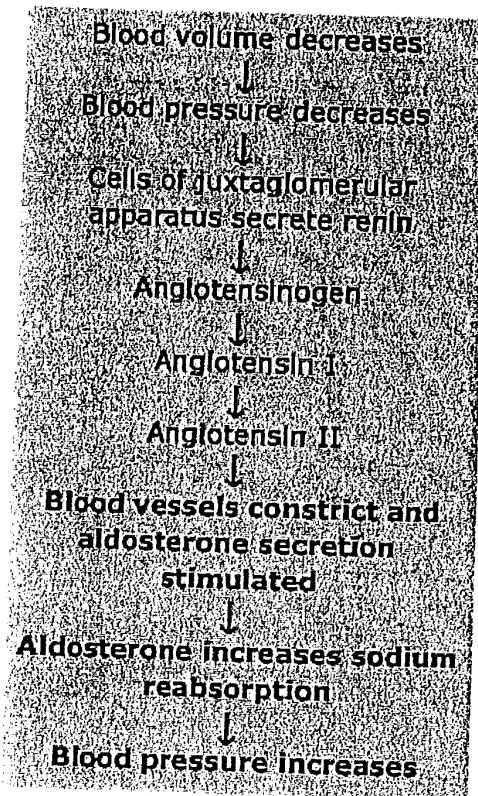 Blood volume decreases
↓
Blood pressure decreases
↓
Cells of juxtaglomerular
apparatus secrete renin
↓
Angiotensinogen
↓
Angiotensin I
↓
Angiotensin II
↓
Blood vessels constrict and
aldosterone secretion
stimulated
↓
Aldosterone increases sodium
reabsorption
↓
Blood pressure increases